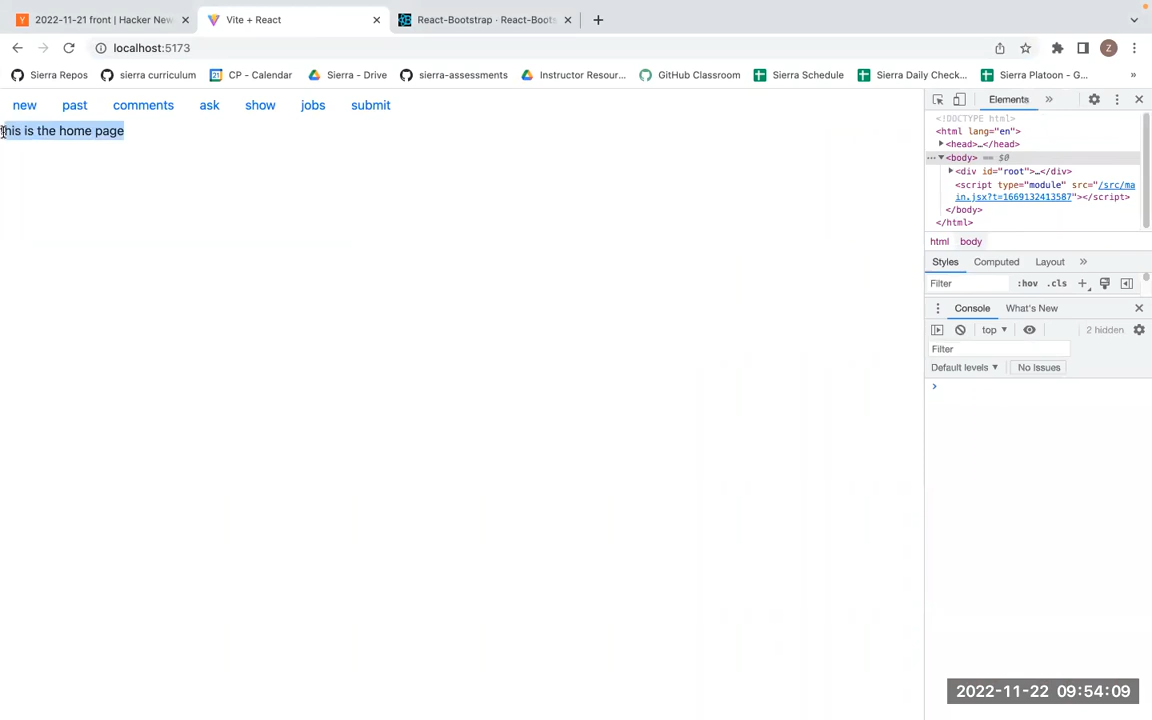 2022-11-21 front | Hacker New
Vite + React
React-Bootstrap · React-Boots
localhost:5173
Z
Sierra Repos
sierra curriculum
CP - Calendar
Sierra - Drive
sierra-assessments
Instructor Resour...
GitHub Classroom
Sierra Schedule
Sierra Daily Check...
Sierra Platoon - G...
»
new past comments ask show jobs submit
this is the home page
Elements »
<!DOCTYPE html>
<html lang="en">
<head>…</head>
<body> == $0
<div id="root">…</div>
<script type="module" src="/src/ma
in.jsx?t=1669132413587"></script>
</body>
</html>
html body
Styles Computed Layout »
Filter :hov .cls +
Console What's New
top ▼ 2 hidden
Filter
Default levels ▼ No Issues
2022-11-22 09:54:09